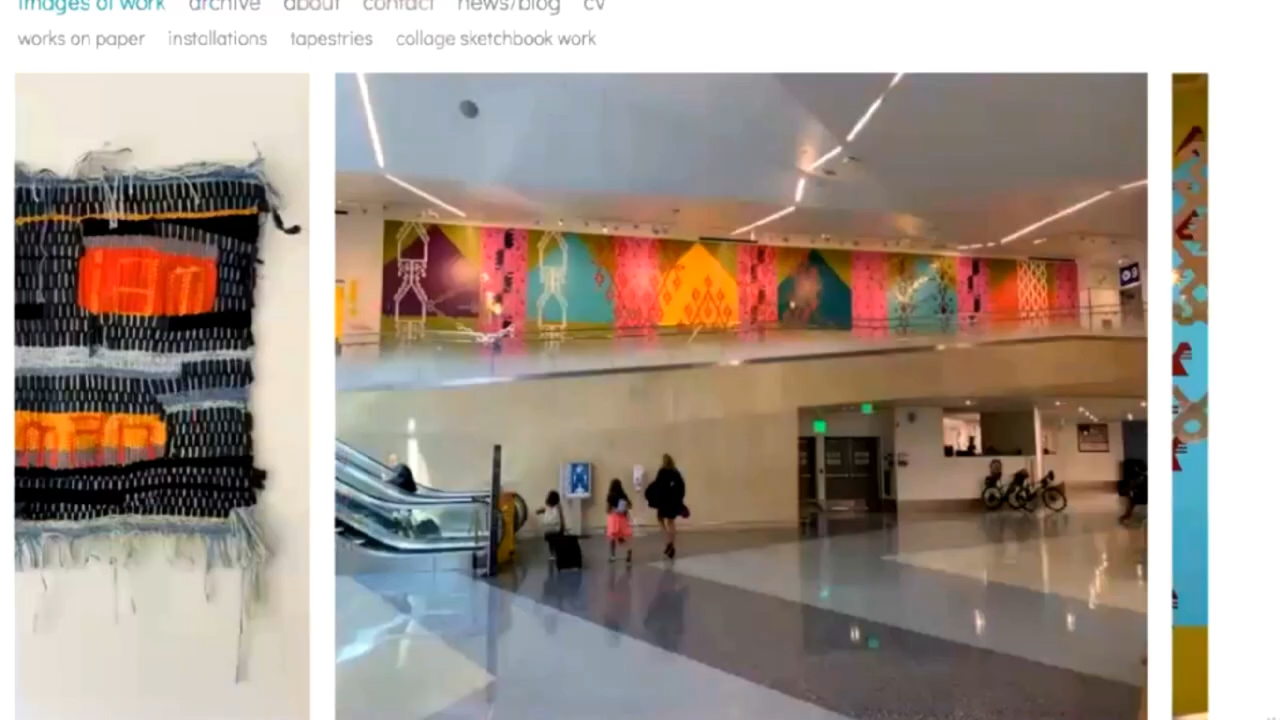 images of work archive about contact news/blog cv
works on paper installations tapestries collage sketchbook work